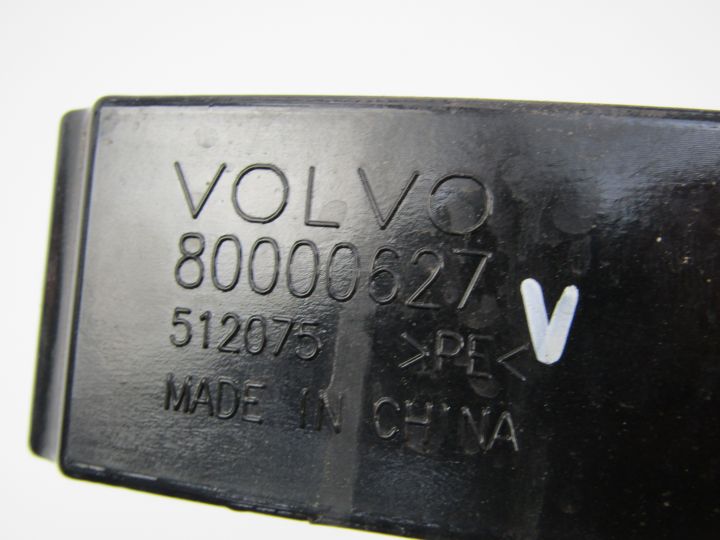 VOLVO
80000627
512075 >PE< V
MADE IN CHINA